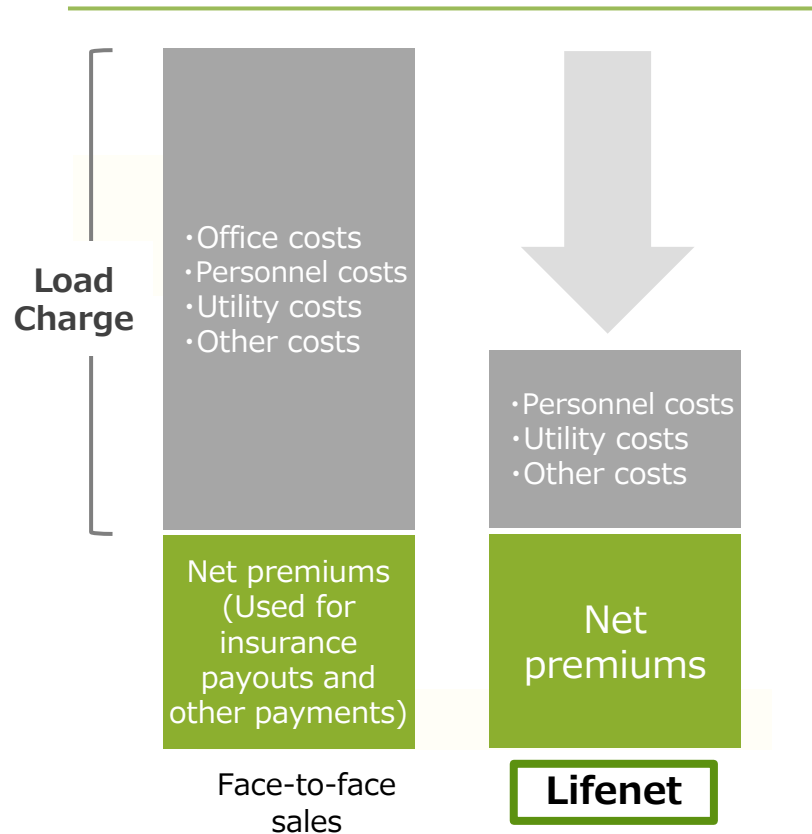 Load
Charge
・Office costs
・Personnel costs
・Utility costs
・Other costs
Net premiums
(Used for
insurance
payouts and
other payments)
Face-to-face
sales
・Personnel costs
・Utility costs
・Other costs
Net
premiums
Lifenet